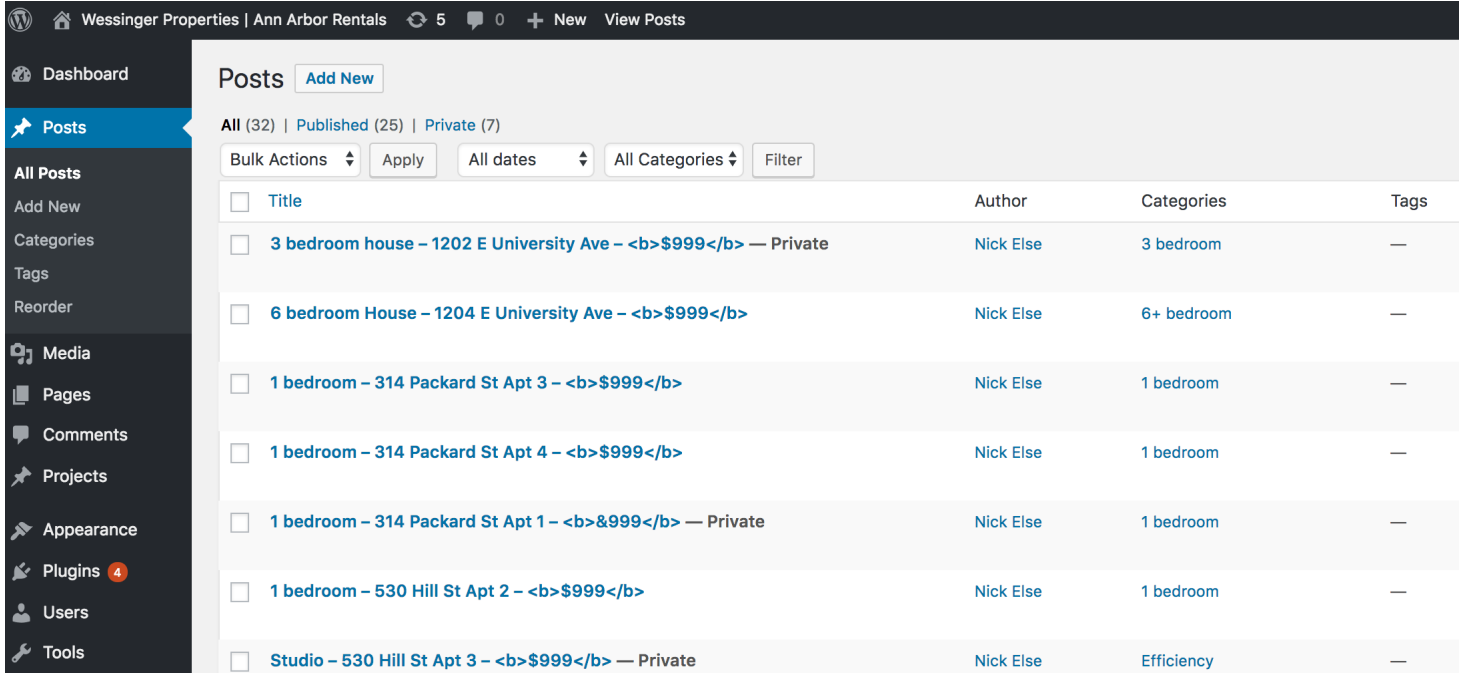 Wessinger Properties | Ann Arbor Rentals 5 0 New View Posts
Dashboard
Posts
All Posts
Add New
Categories
Tags
Reorder
Media
Pages
Comments
Projects
Appearance
Plugins 4
Users
Tools
Posts Add New
All (32) | Published (25) | Private (7)
Bulk Actions Apply All dates All Categories Filter
Title Author Categories Tags
3 bedroom house – 1202 E University Ave – <b>$999</b> — Private Nick Else 3 bedroom —
6 bedroom House – 1204 E University Ave – <b>$999</b> Nick Else 6+ bedroom —
1 bedroom – 314 Packard St Apt 3 – <b>$999</b> Nick Else 1 bedroom —
1 bedroom – 314 Packard St Apt 4 – <b>$999</b> Nick Else 1 bedroom —
1 bedroom – 314 Packard St Apt 1 – <b>&999</b> — Private Nick Else 1 bedroom —
1 bedroom – 530 Hill St Apt 2 – <b>$999</b> Nick Else 1 bedroom —
Studio – 530 Hill St Apt 3 – <b>$999</b> — Private Nick Else Efficiency —